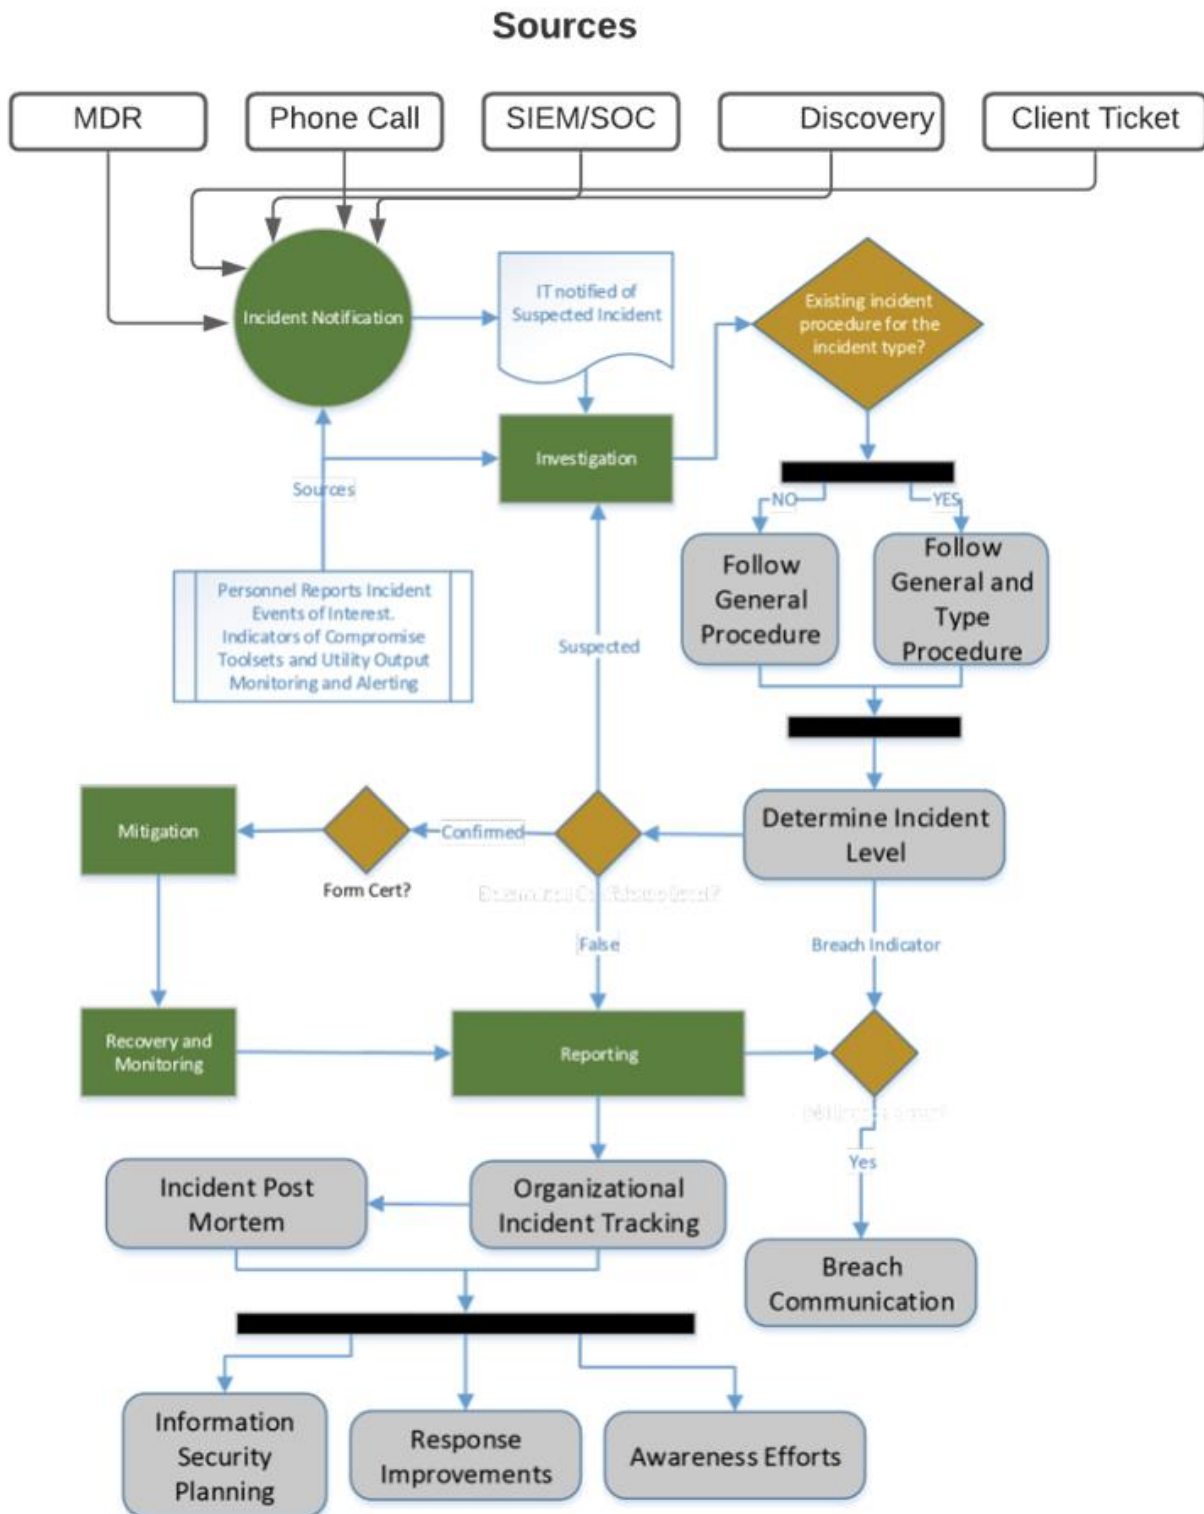 Sources
MDR
Phone Call
SIEM/SOC
Discovery
Client Ticket
Incident Notification
IT notified of
Suspected Incident
Existing incident
procedure for the
incident type?
Investigation
Sources
NO
YES
Follow
General
Procedure
Follow
General and
Type
Procedure
Personnel Reports Incident
Events of Interest.
Indicators of Compromise
Toolsets and Utility Output
Monitoring and Alerting
Suspected
Mitigation
Form Cert?
Confirmed
Determine Incident
Level
False
Breach Indicator
Recovery and
Monitoring
Reporting
Yes
Incident Post
Mortem
Organizational
Incident Tracking
Breach
Communication
Information
Security
Planning
Response
Improvements
Awareness Efforts